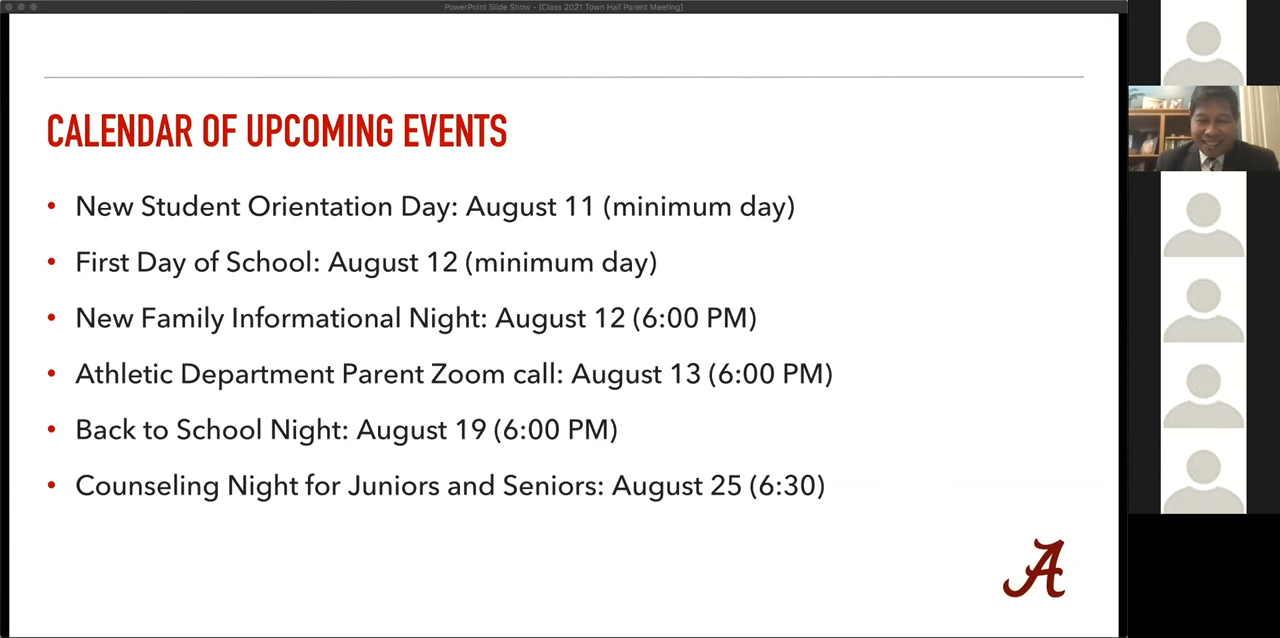 PowerPoint Slide Show - [Class 2021 Town Hall Parent Meeting]
CALENDAR OF UPCOMING EVENTS
• New Student Orientation Day: August 11 (minimum day)
• First Day of School: August 12 (minimum day)
• New Family Informational Night: August 12 (6:00 PM)
• Athletic Department Parent Zoom call: August 13 (6:00 PM)
• Back to School Night: August 19 (6:00 PM)
• Counseling Night for Juniors and Seniors: August 25 (6:30)
A